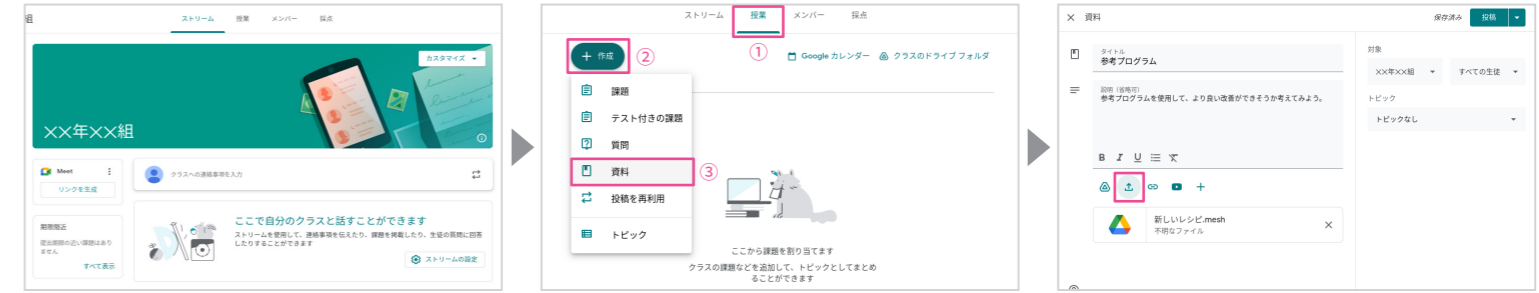 組
ストリーム 授業 メンバー 採点
カスタマイズ
××年××組
Meet
リンクを生成
クラスへの連絡事項を入力
期限間近
提出期限の近い課題はあり
ません
すべて表示
ここで自分のクラスと話すことができます
ストリームを使用して、連絡事項を伝えたり、課題を掲載したり、生徒の質問に回答
したりすることができます
ストリームの設定
ストリーム 授業 メンバー 採点
①
+ 作成
②
Google カレンダー クラスのドライブ フォルダ
課題
テスト付きの課題
質問
資料
③
投稿を再利用
トピック
ここから課題を割り当てます
クラスの課題などを追加して、トピックとしてまとめ
ることができます
× 資料
保存済み 投稿
タイトル
参考プログラム
説明（省略可）
参考プログラムを使用して、より良い改善ができそうか考えてみよう。
B I U
新しいレシピ.mesh
不明なファイル
対象
××年××組 すべての生徒
トピック
トピックなし